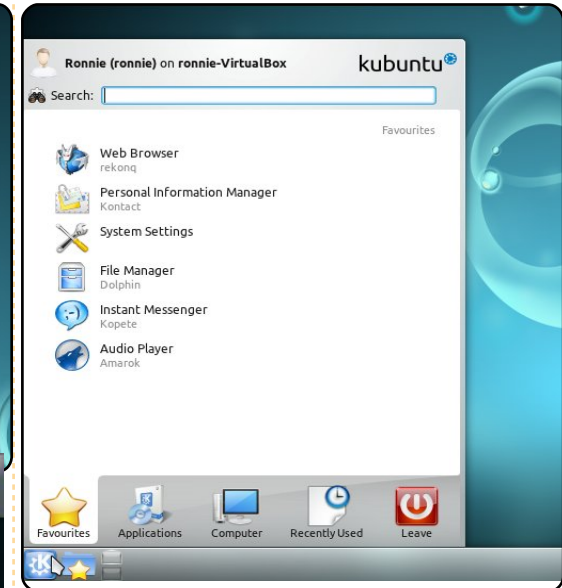 Ronnie (ronnie) on ronnie-VirtualBox
kubuntu
Search:
Favourites
Web Browser
rekonq
Personal Information Manager
Kontact
System Settings
File Manager
Dolphin
Instant Messenger
Kopete
Audio Player
Amarok
Favourites Applications Computer Recently Used Leave